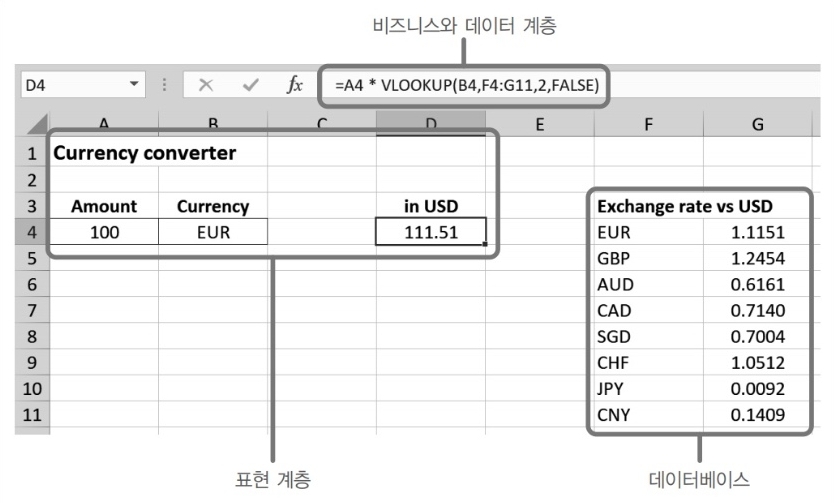 비즈니스와 데이터 계층
D4 fx =A4 * VLOOKUP(B4,F4:G11,2,FALSE)
A B C D E F G
1 Currency converter
2
3 Amount Currency in USD Exchange rate vs USD
4 100 EUR 111.51 EUR 1.1151
5 GBP 1.2454
6 AUD 0.6161
7 CAD 0.7140
8 SGD 0.7004
9 CHF 1.0512
10 JPY 0.0092
11 CNY 0.1409
표현 계층 데이터베이스